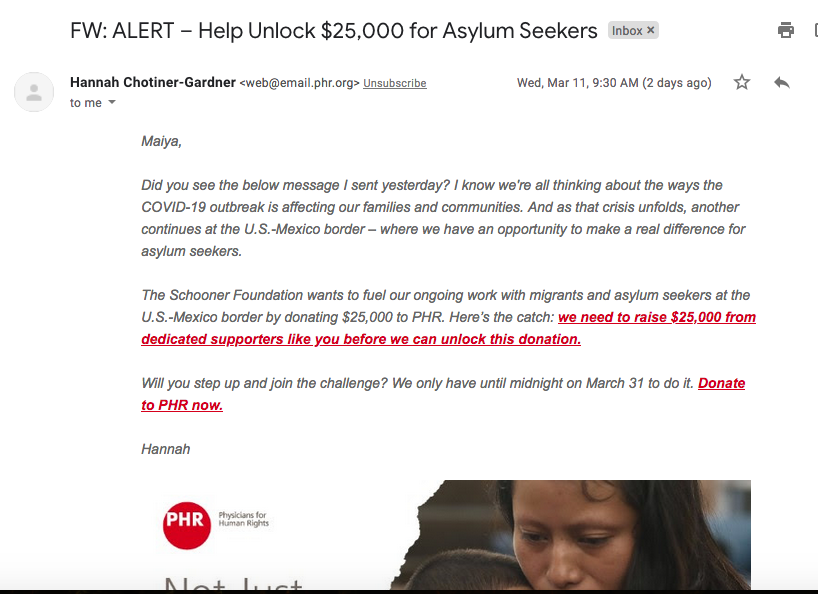 FW: ALERT – Help Unlock $25,000 for Asylum Seekers Inbox ×
Hannah Chotiner-Gardner <web@email.phr.org> Unsubscribe
Wed, Mar 11, 9:30 AM (2 days ago)
to me
Maiya,
Did you see the below message I sent yesterday? I know we're all thinking about the ways the
COVID-19 outbreak is affecting our families and communities. And as that crisis unfolds, another
continues at the U.S.-Mexico border – where we have an opportunity to make a real difference for
asylum seekers.
The Schooner Foundation wants to fuel our ongoing work with migrants and asylum seekers at the
U.S.-Mexico border by donating $25,000 to PHR. Here's the catch: we need to raise $25,000 from
dedicated supporters like you before we can unlock this donation.
Will you step up and join the challenge? We only have until midnight on March 31 to do it. Donate
to PHR now.
Hannah
PHR
Physicians for
Human Rights
Not Just